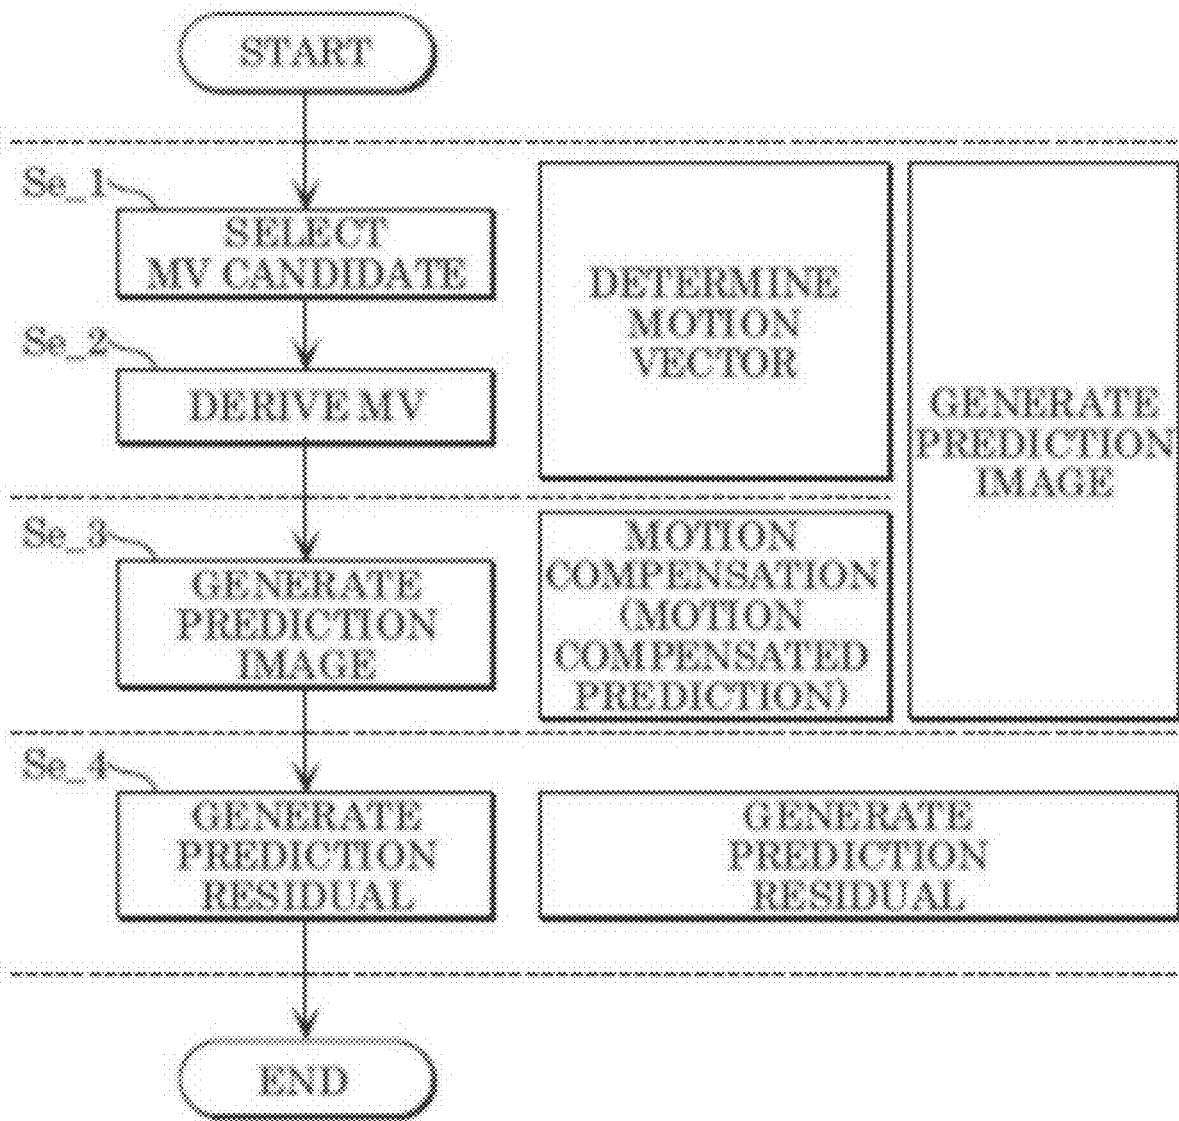 START
Se_1
SELECT
MV CANDIDATE
Se_2
DERIVE MV
DETERMINE
MOTION
VECTOR
GENERATE
PREDICTION
IMAGE
Se_3
GENERATE
PREDICTION
IMAGE
MOTION
COMPENSATION
(MOTION
COMPENSATED
PREDICTION)
Se_4
GENERATE
PREDICTION
RESIDUAL
GENERATE
PREDICTION
RESIDUAL
END